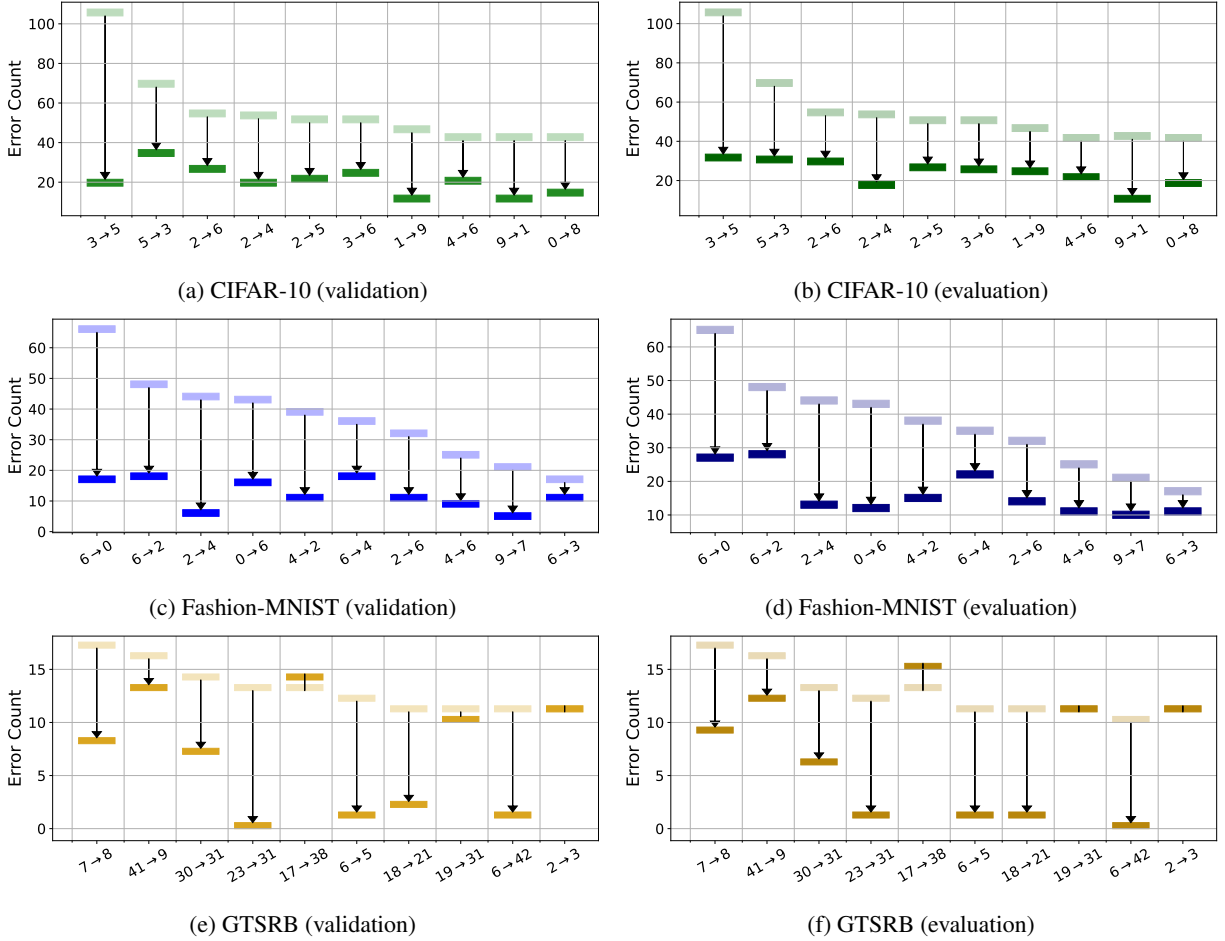 Error Count
100
80
60
40
20
3→5 5→3 2→6 2→4 2→5 3→6 1→9 4→6 9→1 0→8
(a) CIFAR-10 (validation)
Error Count
100
80
60
40
20
3→5 5→3 2→6 2→4 2→5 3→6 1→9 4→6 9→1 0→8
(b) CIFAR-10 (evaluation)
Error Count
60
50
40
30
20
10
0
6→0 6→2 2→4 0→6 4→2 6→4 2→6 4→6 9→7 6→3
(c) Fashion-MNIST (validation)
Error Count
60
50
40
30
20
10
6→0 6→2 2→4 0→6 4→2 6→4 2→6 4→6 9→7 6→3
(d) Fashion-MNIST (evaluation)
Error Count
15
10
5
0
7→8 41→9 30→31 23→31 17→38 6→5 18→21 19→31 6→42 2→3
(e) GTSRB (validation)
Error Count
15
10
5
0
7→8 41→9 30→31 23→31 17→38 6→5 18→21 19→31 6→42 2→3
(f) GTSRB (evaluation)